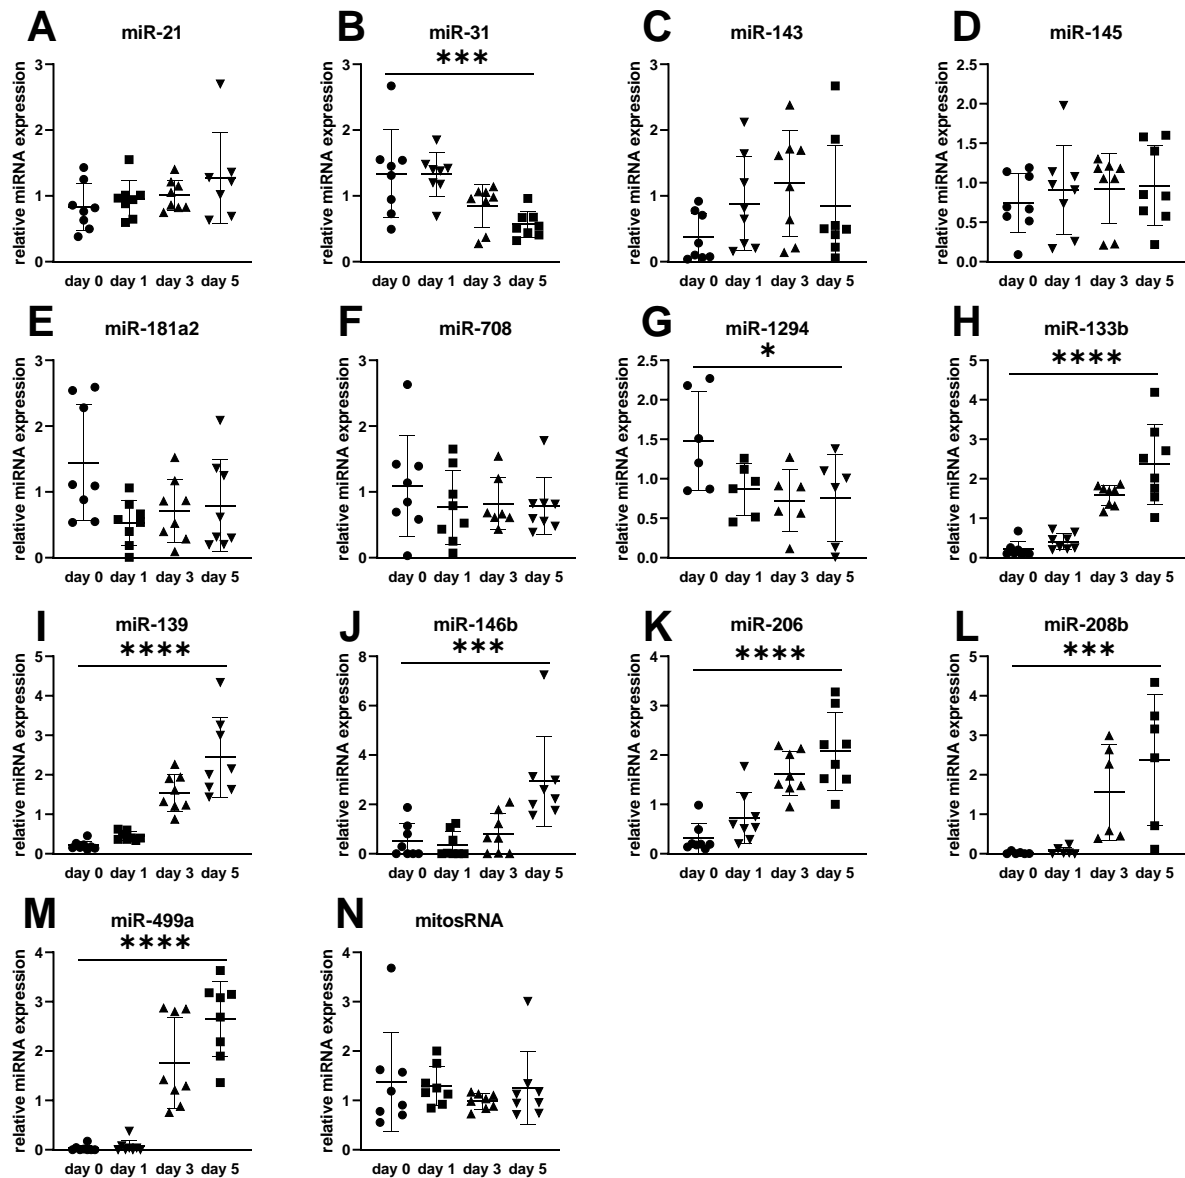 A miR-21
relative miRNA expression
3
2
1
0
day 0 day 1 day 3 day 5
B miR-31
***
relative miRNA expression
3
2
1
0
day 0 day 1 day 3 day 5
C miR-143
relative miRNA expression
3
2
1
0
day 0 day 1 day 3 day 5
D miR-145
relative miRNA expression
2.5
2.0
1.5
1.0
0.5
0.0
day 0 day 1 day 3 day 5
E miR-181a2
relative miRNA expression
3
2
1
0
day 0 day 1 day 3 day 5
F miR-708
relative miRNA expression
3
2
1
0
day 0 day 1 day 3 day 5
G miR-1294
*
relative miRNA expression
2.5
2.0
1.5
1.0
0.5
0.0
day 0 day 1 day 3 day 5
H miR-133b
****
relative miRNA expression
5
4
3
2
1
0
day 0 day 1 day 3 day 5
I miR-139
****
relative miRNA expression
5
4
3
2
1
0
day 0 day 1 day 3 day 5
J miR-146b
***
relative miRNA expression
8
6
4
2
0
day 0 day 1 day 3 day 5
K miR-206
****
relative miRNA expression
4
3
2
1
0
day 0 day 1 day 3 day 5
L miR-208b
***
relative miRNA expression
5
4
3
2
1
0
day 0 day 1 day 3 day 5
M miR-499a
****
relative miRNA expression
4
3
2
1
0
day 0 day 1 day 3 day 5
N mitosRNA
relative miRNA expression
4
3
2
1
0
day 0 day 1 day 3 day 5